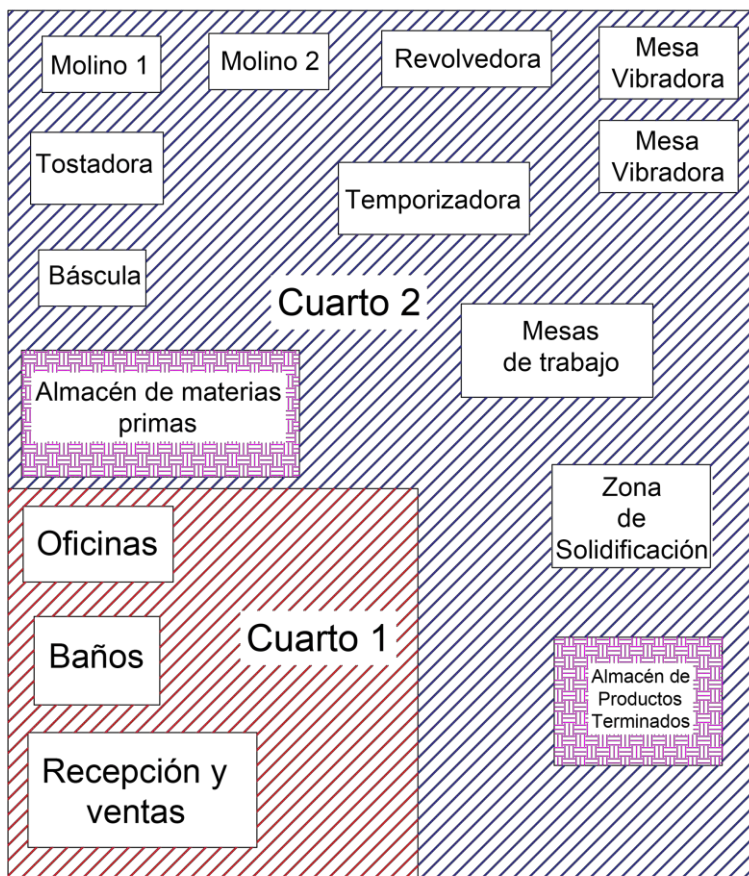 Molino 1
Molino 2
Revolvedora
Mesa
Vibradora
Tostadora
Temporizadora
Mesa
Vibradora
Báscula
Cuarto 2
Mesas
de trabajo
Almacén de materias
primas
Zona
de
Solidificación
Oficinas
Cuarto 1
Baños
Almacén de
Productos
Terminados
Recepción y
ventas